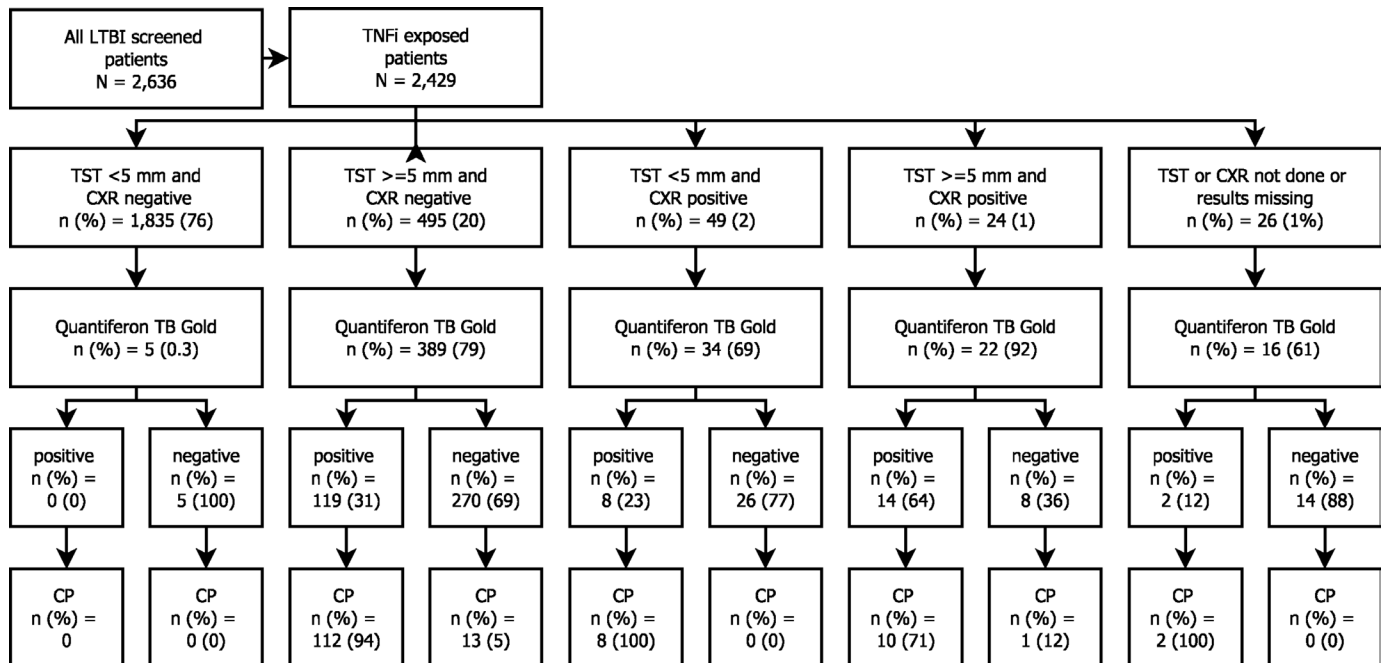 All LTBI screened
patients
N = 2,636
TNFi exposed
patients
N = 2,429
TST <5 mm and
CXR negative
n (%) = 1,835 (76)
TST >=5 mm and
CXR negative
n (%) = 495 (20)
TST <5 mm and
CXR positive
n (%) = 49 (2)
TST >=5 mm and
CXR positive
n (%) = 24 (1)
TST or CXR not done or
results missing
n (%) = 26 (1%)
Quantiferon TB Gold
n (%) = 5 (0.3)
Quantiferon TB Gold
n (%) = 389 (79)
Quantiferon TB Gold
n (%) = 34 (69)
Quantiferon TB Gold
n (%) = 22 (92)
Quantiferon TB Gold
n (%) = 16 (61)
positive
n (%) =
0 (0)
negative
n (%) =
5 (100)
positive
n (%) =
119 (31)
negative
n (%) =
270 (69)
positive
n (%) =
8 (23)
negative
n (%) =
26 (77)
positive
n (%) =
14 (64)
negative
n (%) =
8 (36)
positive
n (%) =
2 (12)
negative
n (%) =
14 (88)
CP
n (%) =
0
CP
n (%) =
0 (0)
CP
n (%) =
112 (94)
CP
n (%) =
13 (5)
CP
n (%) =
8 (100)
CP
n (%) =
0 (0)
CP
n (%) =
10 (71)
CP
n (%) =
1 (12)
CP
n (%) =
2 (100)
CP
n (%) =
0 (0)